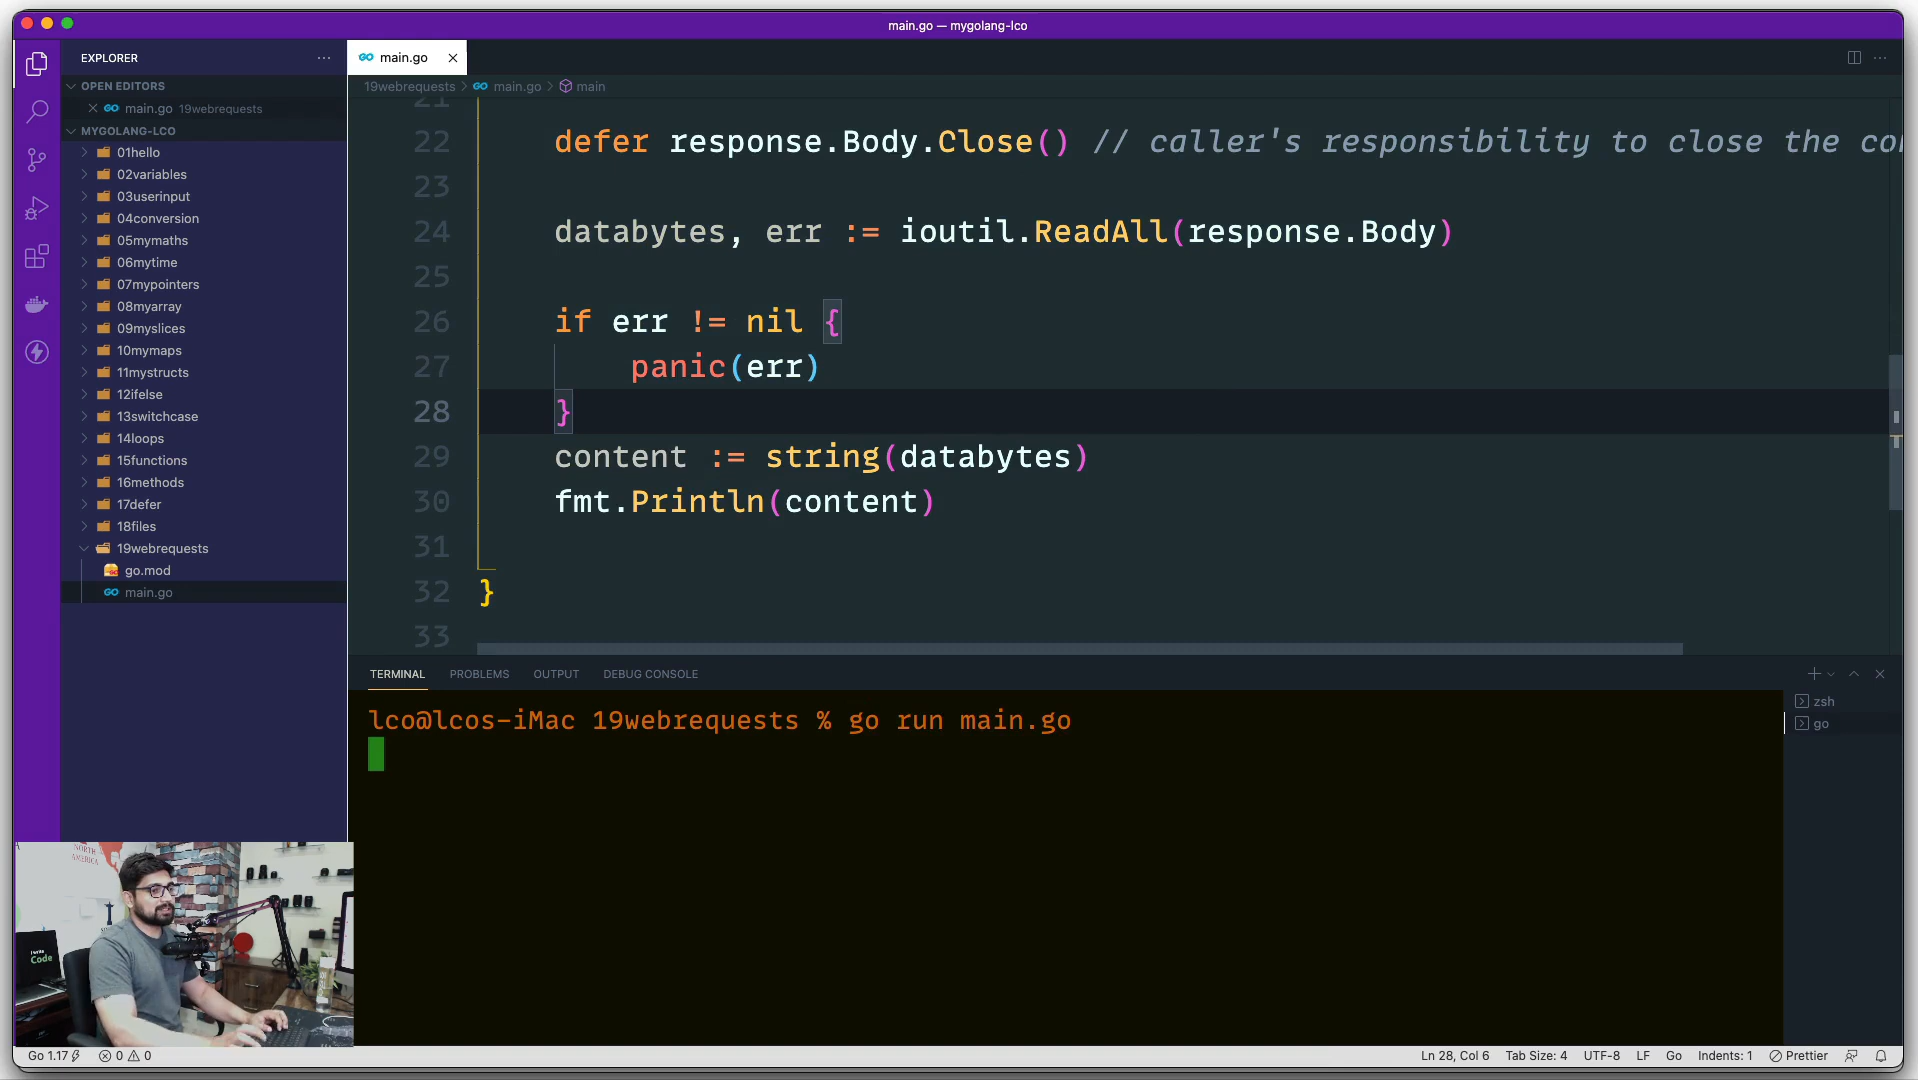 main.go — mygolang-lco
EXPLORER
OPEN EDITORS
main.go 19webrequests
MYGOLANG-LCO
01hello
02variables
03userinput
04conversion
05mymaths
06mytime
07mypointers
08myarray
09myslices
10mymaps
11mystructs
12ifelse
13switchcase
14loops
15functions
16methods
17defer
18files
19webrequests
go.mod
main.go
main.go
19webrequests > main.go > main
21
22 defer response.Body.Close() // caller's responsibility to close the co
23
24 databytes, err := ioutil.ReadAll(response.Body)
25
26 if err != nil {
27 panic(err)
28 }
29 content := string(databytes)
30 fmt.Println(content)
31
32 }
33
TERMINAL PROBLEMS OUTPUT DEBUG CONSOLE
lco@lcos-iMac 19webrequests % go run main.go
zsh
go
NORTH
AMERICA
I write
Code
Go 1.17 0 0
Ln 28, Col 6 Tab Size: 4 UTF-8 LF Go Indents: 1 Prettier